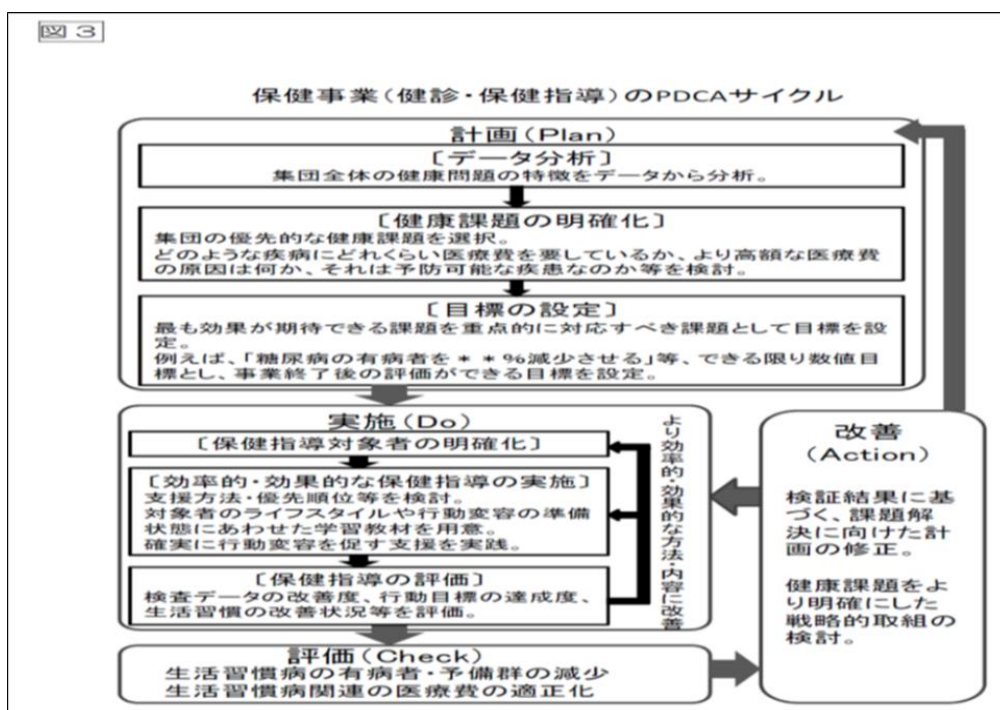 図３
保健事業(健診・保健指導)のPDCAサイクル
計画(Plan)
［データ分析］
集団全体の健康問題の特徴をデータから分析。
［健康課題の明確化］
集団の優先的な健康課題を選択。
どのような疾病にどれくらい医療費を要しているか、より高額な医療費
の原因は何か、それは予防可能な疾患なのか等を検討。
［目標の設定］
最も効果が期待できる課題を重点的に対応すべき課題として目標を設
定。
例えば、「糖尿病の有病者を＊＊%減少させる」等、できる限り数値目
標とし、事業終了後の評価ができる目標を設定。
実施(Do)
［保健指導対象者の明確化］
［効率的・効果的な保健指導の実施］
支援方法・優先順位等を検討。
対象者のライフスタイルや行動変容の準備
状態にあわせた学習教材を用意。
確実に行動変容を促す支援を実践。
［保健指導の評価］
検査データの改善度、行動目標の達成度、
生活習慣の改善状況等を評価。
より効率的・効果的な方法・内容に改善
評価(Check)
生活習慣病の有病者・予備群の減少
生活習慣病関連の医療費の適正化
改善
(Action)
検証結果に基
づく、課題解
決に向けた計
画の修正。
健康課題をよ
り明確にした
戦略的取組の
検討。